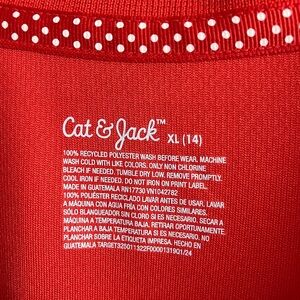 Cat & Jack™ XL (14)
100% RECYCLED POLYESTER WASH BEFORE WEAR. MACHINE
WASH COLD WITH LIKE COLORS. ONLY NON CHLORINE
BLEACH IF NEEDED. TUMBLE DRY LOW. REMOVE PROMPTLY.
COOL IRON IF NEEDED. DO NOT IRON ON PRINT LABEL.
MADE IN GUATEMALA RN17730 VN1042782
100% POLIÉSTER RECICLADO LAVAR ANTES DE USAR. LAVAR
A MÁQUINA CON AGUA FRÍA CON COLORES SIMILARES.
SÓLO BLANQUEADOR SIN CLORO SI ES NECESARIO. SECAR A
MÁQUINA A TEMPERATURA BAJA. RETIRAR OPORTUNAMENTE.
PLANCHAR A BAJA TEMPERATURA SI ES NECESARIO. NO
PLANCHAR SOBRE LA ETIQUETA IMPRESA. HECHO EN
GUATEMALA